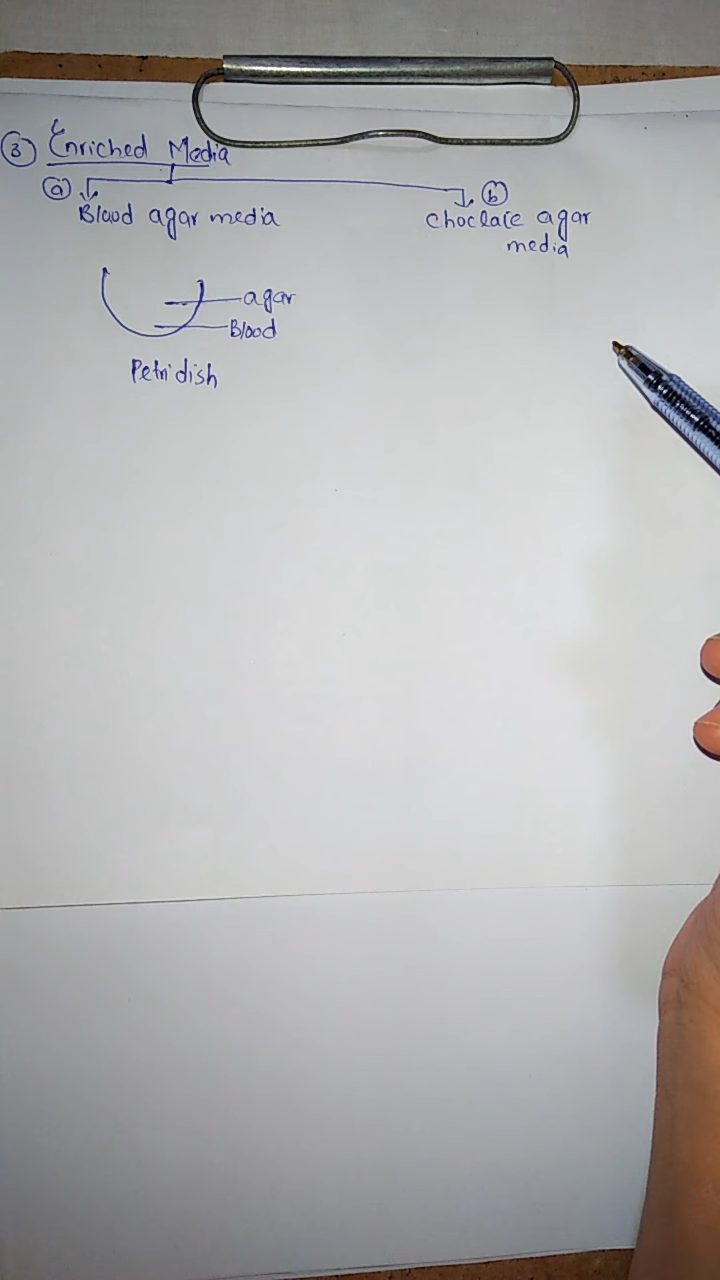 ③ Enriched Media
ⓐ
Blood agar media
ⓑ
Choclate agar
media
agar
Blood
Petri dish